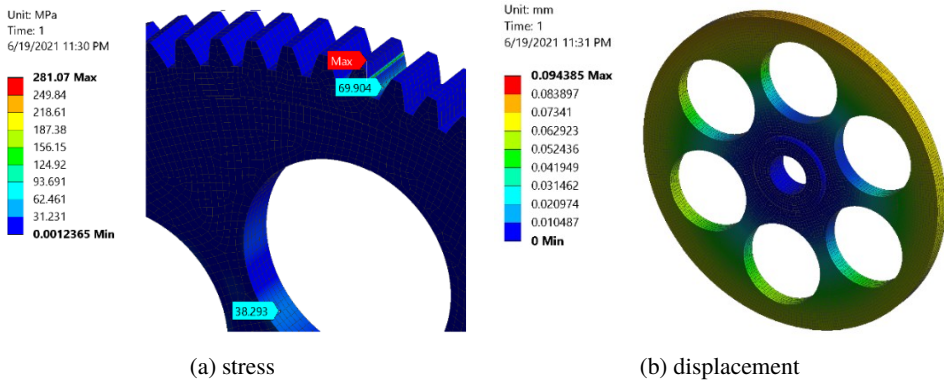 Unit: MPa
Time: 1
6/19/2021 11:30 PM
281.07 Max
249.84
218.61
187.38
156.15
124.92
93.691
62.461
31.231
0.0012365 Min
Max
69.904
38.293
(a) stress
Unit: mm
Time: 1
6/19/2021 11:31 PM
0.094385 Max
0.083897
0.07341
0.062923
0.052436
0.041949
0.031462
0.020974
0.010487
0 Min
(b) displacement